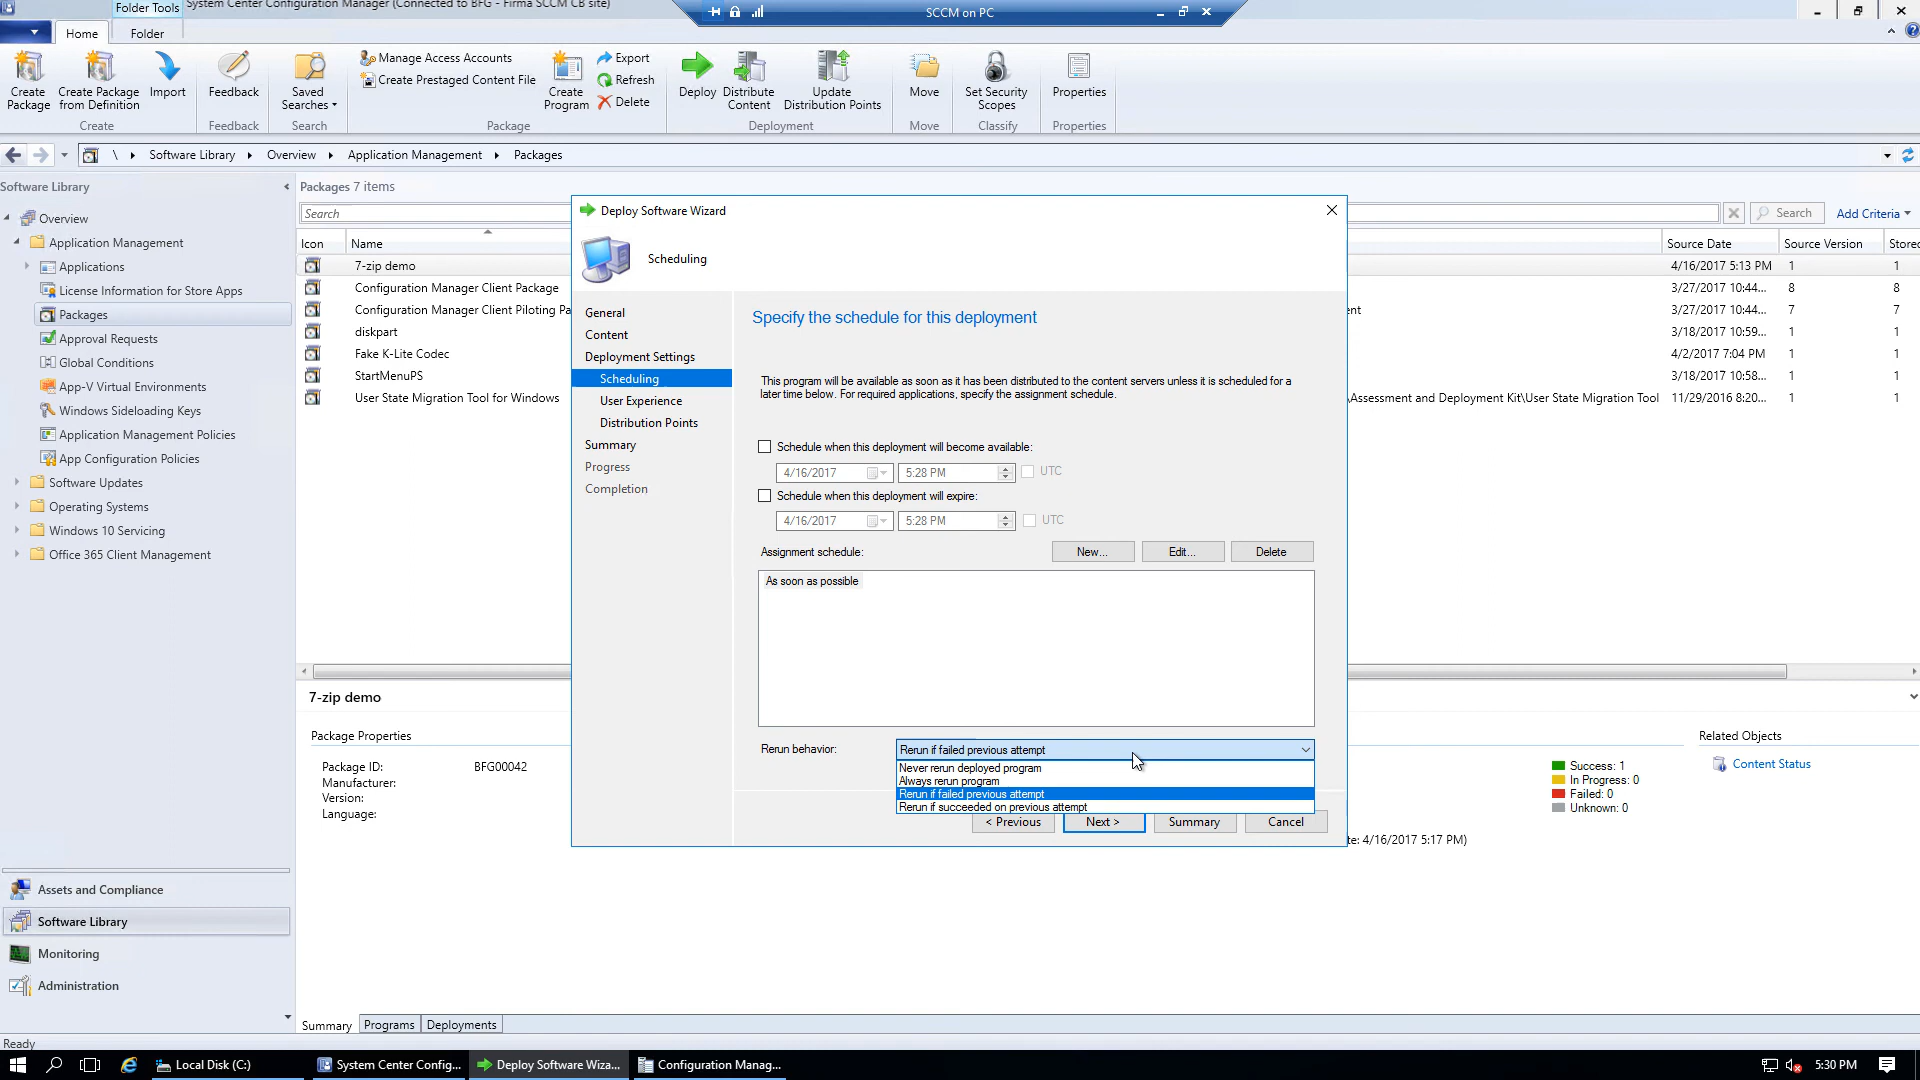 Folder Tools
System Center Configuration Manager (Connected to BFG - Firma SCCM CB site)
SCCM on PC
Home
Folder
Create Package
Create Package from Definition
Import
Feedback
Saved Searches
Manage Access Accounts
Create Prestaged Content File
Create Program
Export
Refresh
Delete
Deploy
Distribute Content
Update Distribution Points
Move
Set Security Scopes
Properties
Create
Feedback
Search
Package
Deployment
Move
Classify
Properties
\ Software Library Overview Application Management Packages
Software Library
Overview
Application Management
Applications
License Information for Store Apps
Packages
Approval Requests
Global Conditions
App-V Virtual Environments
Windows Sideloading Keys
Application Management Policies
App Configuration Policies
Software Updates
Operating Systems
Windows 10 Servicing
Office 365 Client Management
Assets and Compliance
Software Library
Monitoring
Administration
Packages 7 items
Search
Search
Add Criteria
Icon Name Source Date Source Version Stored
7-zip demo 4/16/2017 5:13 PM 1 1
Configuration Manager Client Package 3/27/2017 10:44... 8 8
Configuration Manager Client Piloting Pa ent 3/27/2017 10:44... 7 7
diskpart 3/18/2017 10:59... 1 1
Fake K-Lite Codec 4/2/2017 7:04 PM 1 1
StartMenuPS 3/18/2017 10:58... 1 1
User State Migration Tool for Windows \Assessment and Deployment Kit\User State Migration Tool 11/29/2016 8:20... 1 1
Deploy Software Wizard
Scheduling
General
Content
Deployment Settings
Scheduling
User Experience
Distribution Points
Summary
Progress
Completion
Specify the schedule for this deployment
This program will be available as soon as it has been distributed to the content servers unless it is scheduled for a
later time below. For required applications, specify the assignment schedule.
Schedule when this deployment will become available:
4/16/2017 5:28 PM UTC
Schedule when this deployment will expire:
4/16/2017 5:28 PM UTC
Assignment schedule: New... Edit... Delete
As soon as possible
Rerun behavior: Rerun if failed previous attempt
Never rerun deployed program
Always rerun program
Rerun if failed previous attempt
Rerun if succeeded on previous attempt
< Previous Next > Summary Cancel
7-zip demo
Package Properties
Package ID: BFG00042
Manufacturer:
Version:
Language:
Success: 1
In Progress: 0
Failed: 0
Unknown: 0
te: 4/16/2017 5:17 PM)
Related Objects
Content Status
Summary Programs Deployments
Ready
Local Disk (C:)
System Center Config...
Deploy Software Wiza...
Configuration Manag...
5:30 PM